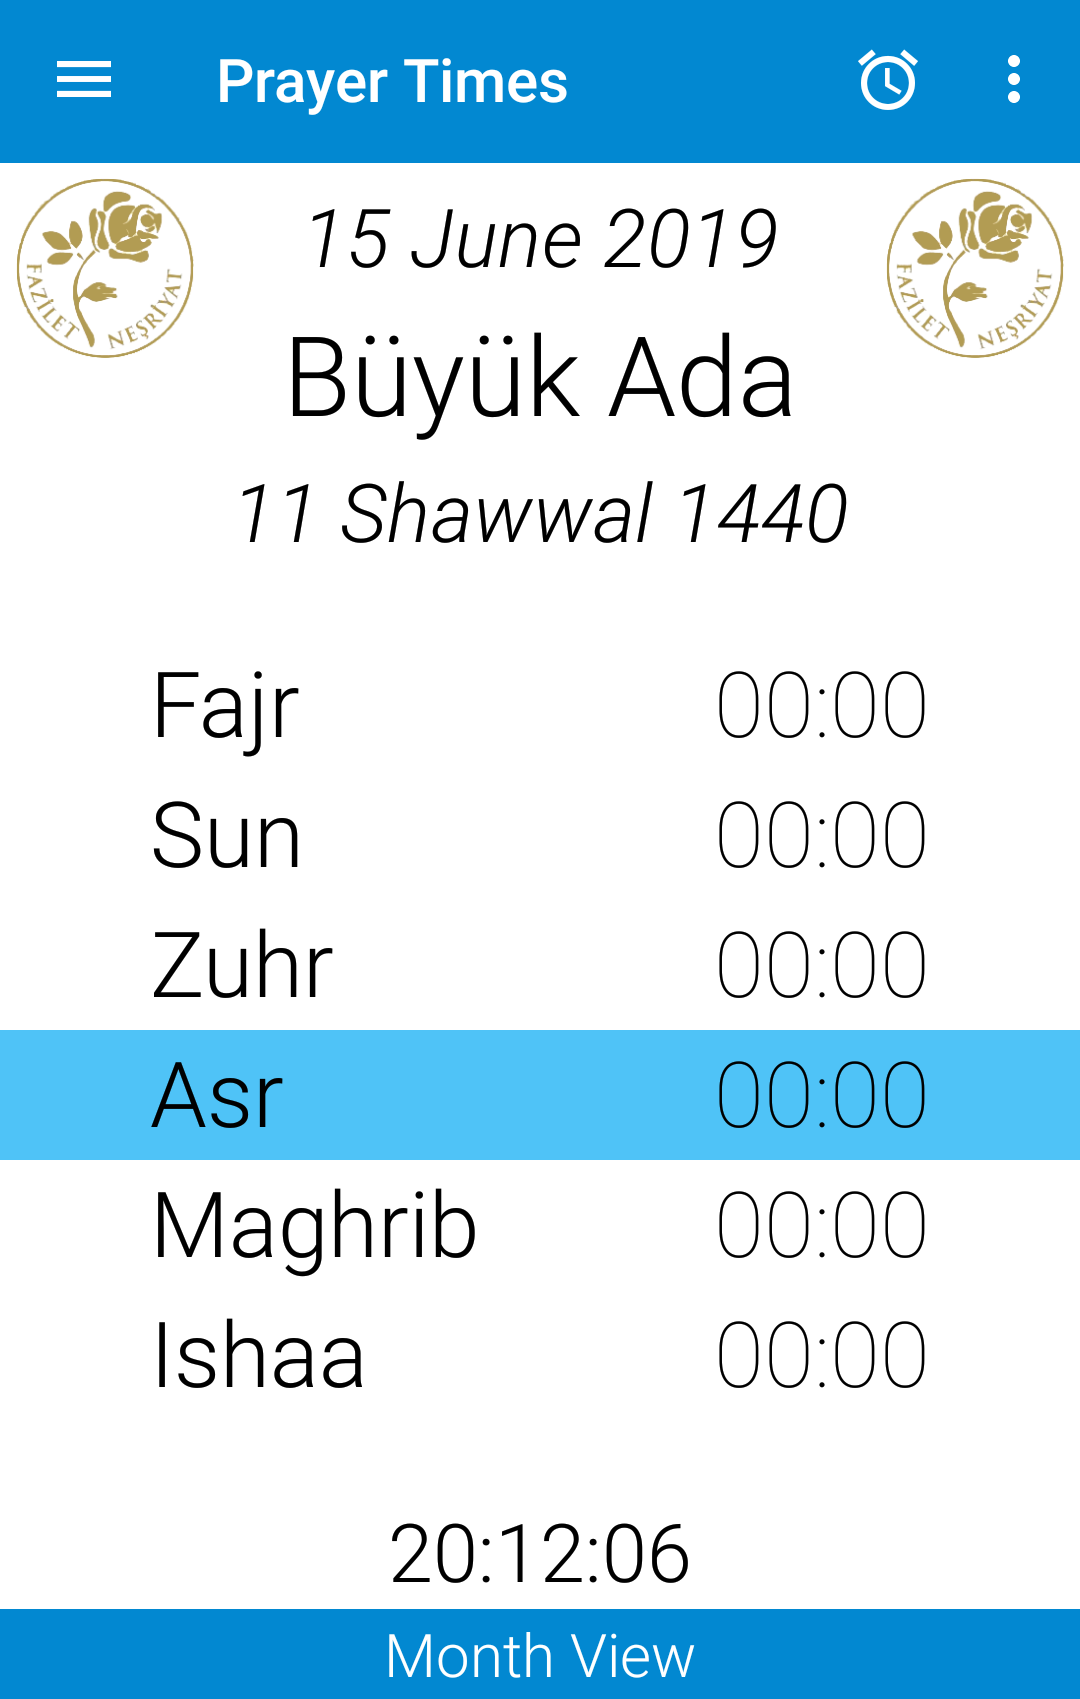 Prayer Times
15 June 2019
FAZİLET NEŞRİYAT
FAZİLET NEŞRİYAT
Büyük Ada
11 Shawwal 1440
Fajr 00:00
Sun 00:00
Zuhr 00:00
Asr 00:00
Maghrib 00:00
Ishaa 00:00
20:12:06
Month View